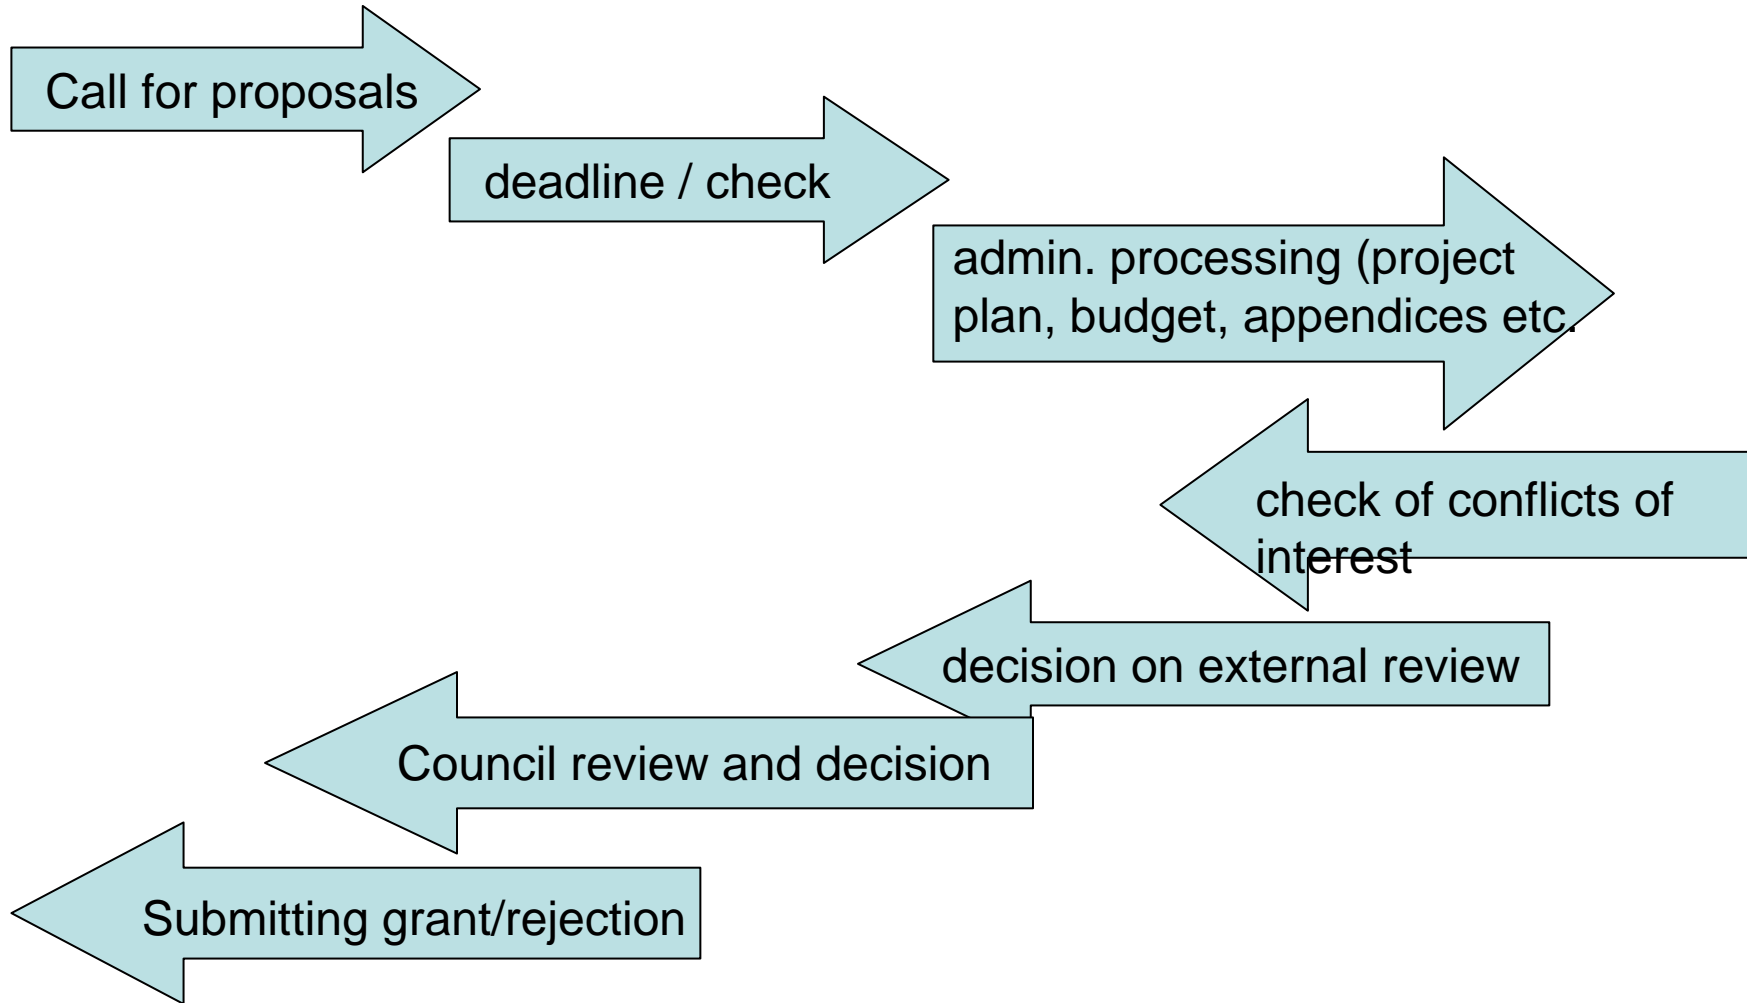 Call for proposals
deadline / check
admin. processing (project
plan, budget, appendices etc.
check of conflicts of
interest
decision on external review
Council review and decision
Submitting grant/rejection